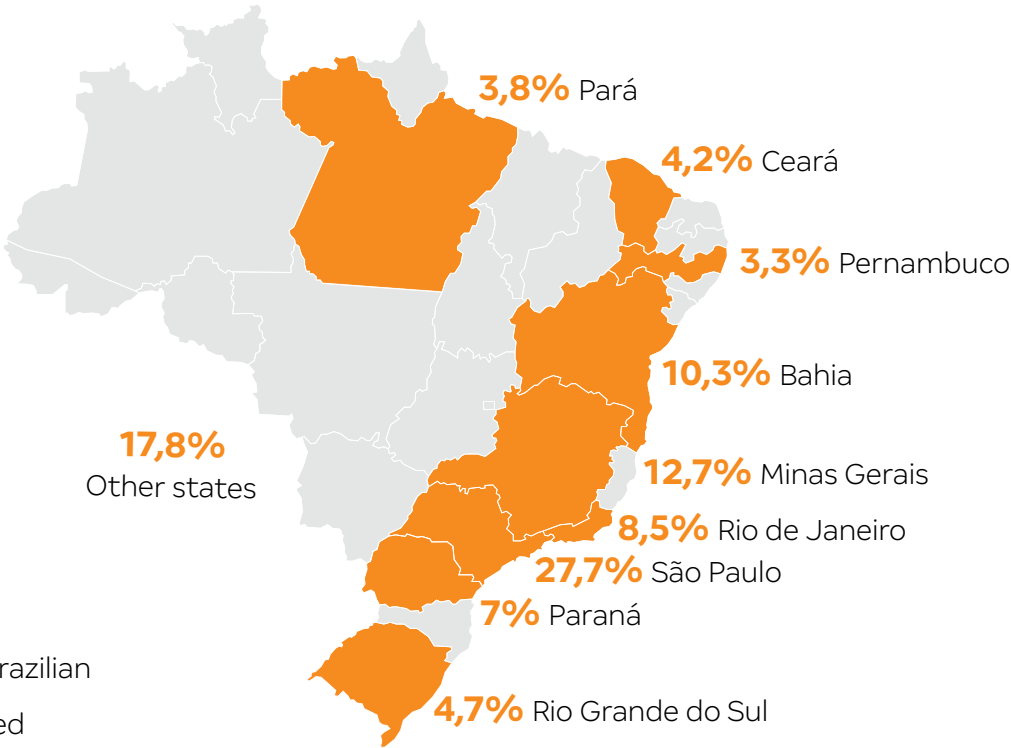 3,8% Pará
4,2% Ceará
3,3% Pernambuco
10,3% Bahia
17,8%
Other states
12,7% Minas Gerais
8,5% Rio de Janeiro
27,7% São Paulo
7% Paraná
4,7% Rio Grande do Sul